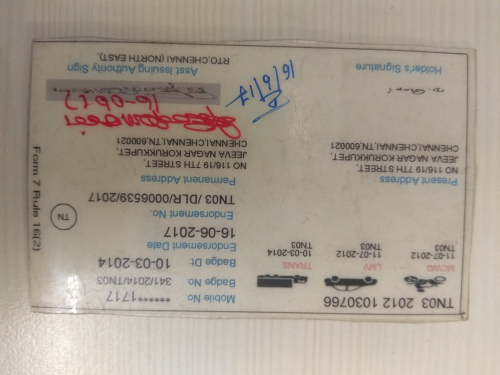 TN03 2012 1030766
Mobile No. ******1717
Badge No. 341/2014/TN03
Badge Dt. 10-03-2014
MCWG
11-07-2012
TN03
LMV
11-07-2012
TN03
TRANS
10-03-2014
TN03
Endorsement Date
16-06-2017
Endorsement No.
TN03 /DLR/0006539/2017
TN
Form 7 Rule 16(2)
Present Address
NO 116/19 7TH STREET,
JEEVA NAGAR KORUKKUPET,
CHENNAI,CHENNAI,TN,600021
Permanent Address
NO 116/19 7TH STREET,
JEEVA NAGAR KORUKKUPET,
CHENNAI,CHENNAI,TN,600021
16/6/17
Holder's Signature
Asst Issuing Authority Sign
RTO,CHENNAI (NORTH EAST),